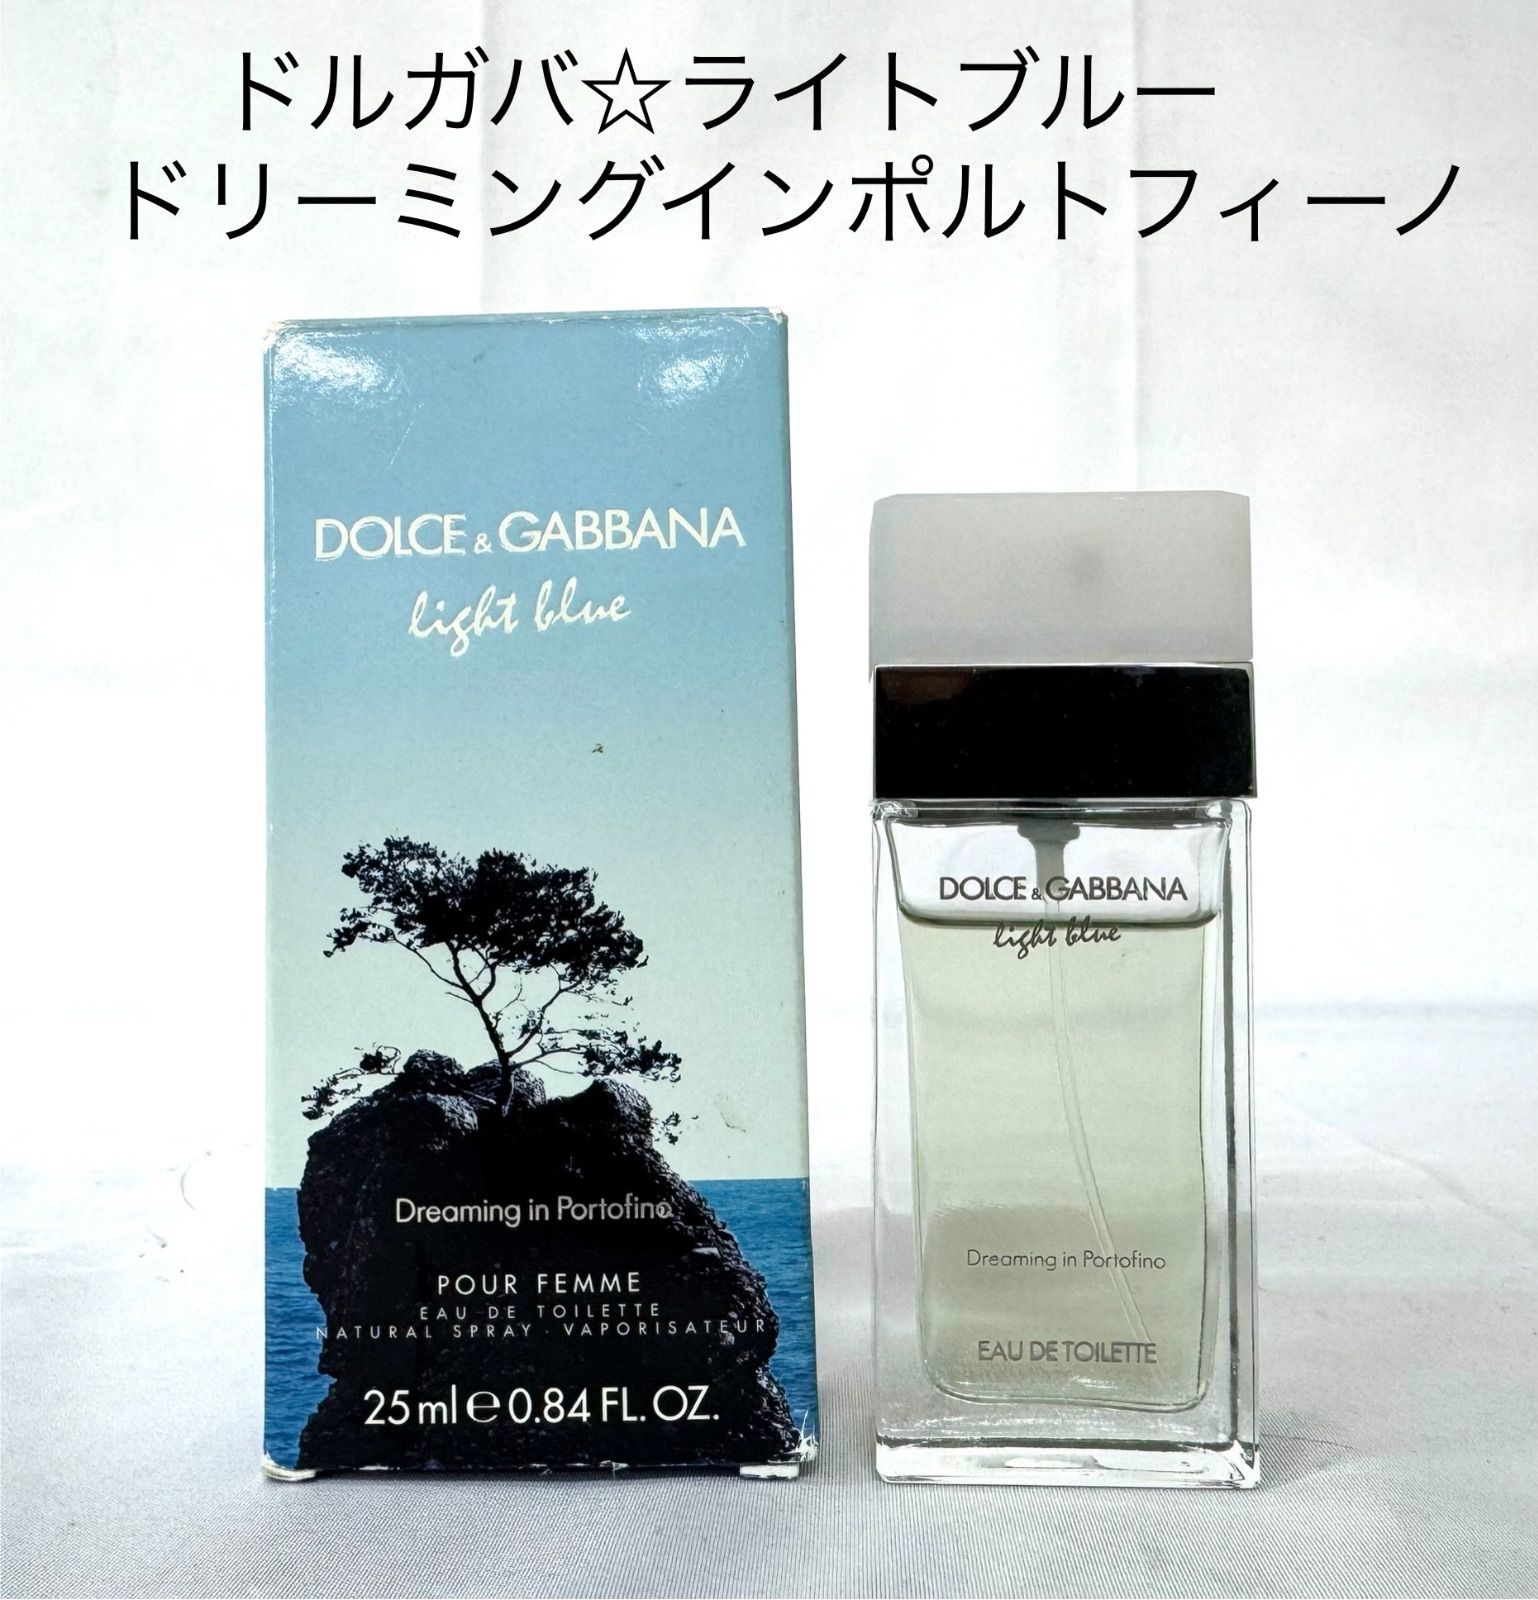 ドルガバ☆ライトブルー
ドリーミングインポルトフィーノ
DOLCE & GABBANA
light blue
Dreaming in Portofino
POUR FEMME
EAU DE TOILETTE
NATURAL SPRAY · VAPORISATEUR
25 ml ℮ 0.84 FL. OZ.
DOLCE & GABBANA
light blue
Dreaming in Portofino
EAU DE TOILETTE